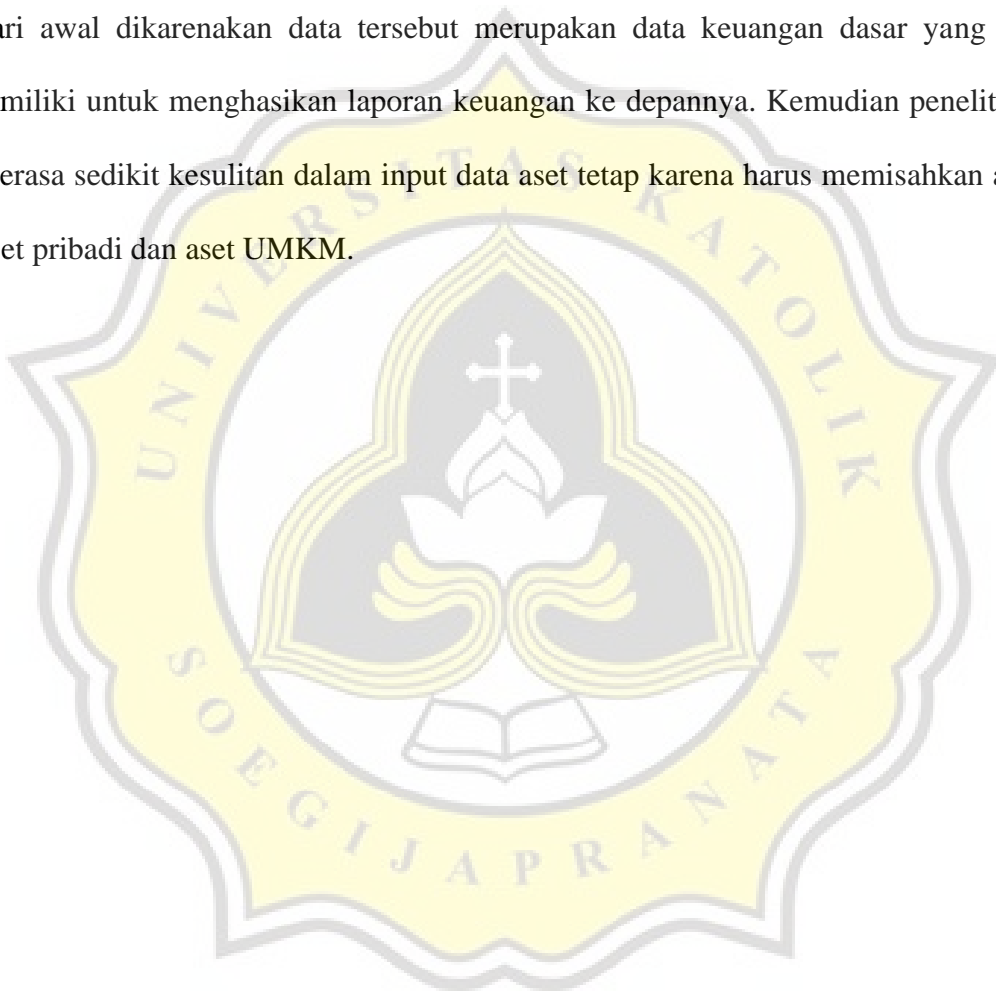 ari awal dikarenakan data tersebut merupakan data keuangan dasar yang
miliki untuk menghasikan laporan keuangan ke depannya. Kemudian penelit
erasa sedikit kesulitan dalam input data aset tetap karena harus memisahkan a
et pribadi dan aset UMKM.
UNIVERSITAS KATOLIK
SOEGIJAPRANATA